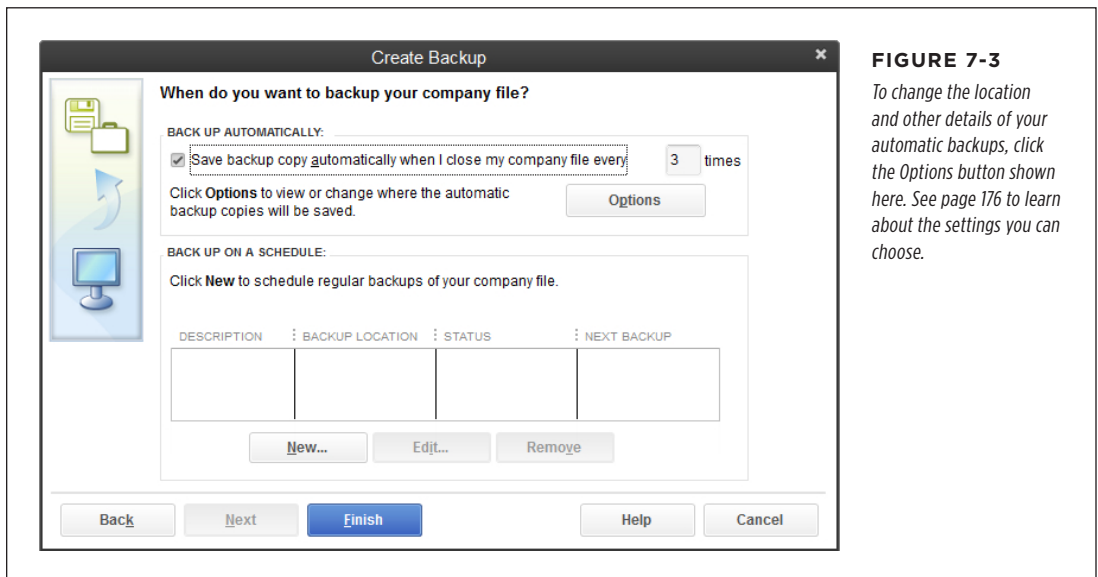 Create Backup
×
When do you want to backup your company file?
BACK UP AUTOMATICALLY:
Save backup copy automatically when I close my company file every 3 times
Click Options to view or change where the automatic
backup copies will be saved.
Options
BACK UP ON A SCHEDULE:
Click New to schedule regular backups of your company file.
DESCRIPTION BACKUP LOCATION STATUS NEXT BACKUP
New... Edit... Remove
Back Next Finish Help Cancel
FIGURE 7-3
To change the location
and other details of your
automatic backups, click
the Options button shown
here. See page 176 to learn
about the settings you can
choose.